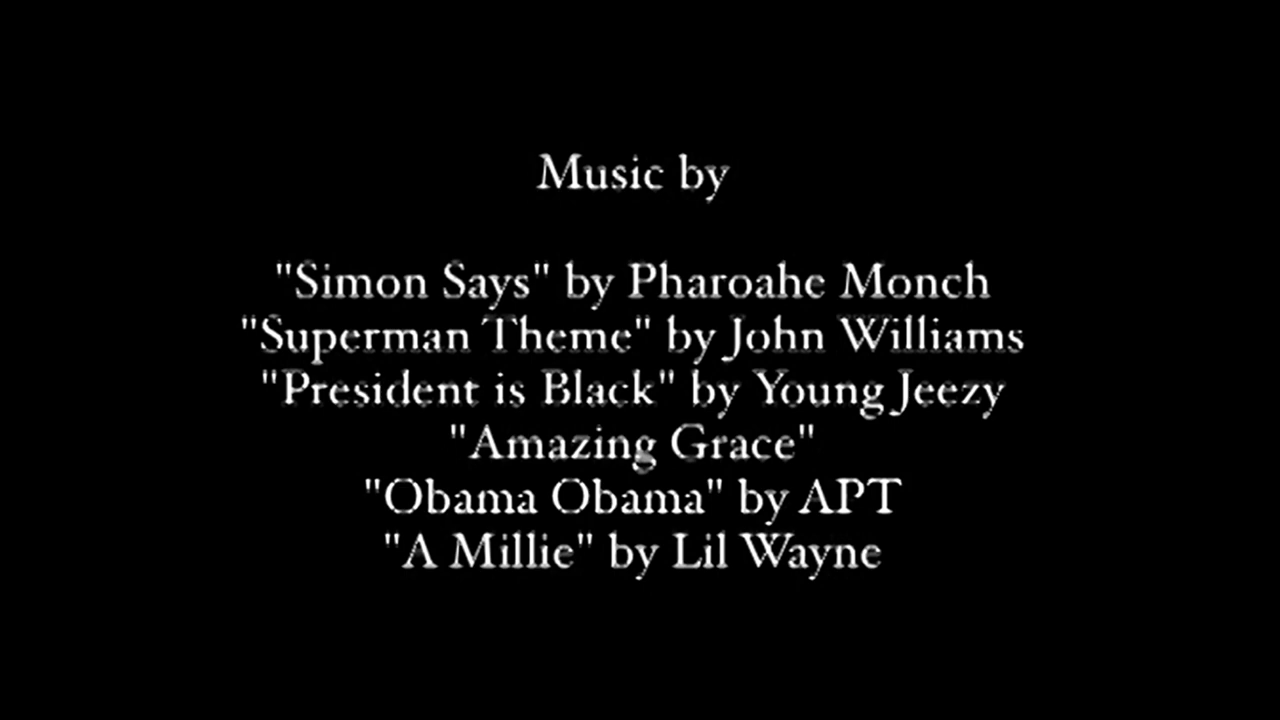 Music by
"Simon Says" by Pharoahe Monch
"Superman Theme" by John Williams
"President is Black" by Young Jeezy
"Amazing Grace"
"Obama Obama" by APT
"A Millie" by Lil Wayne